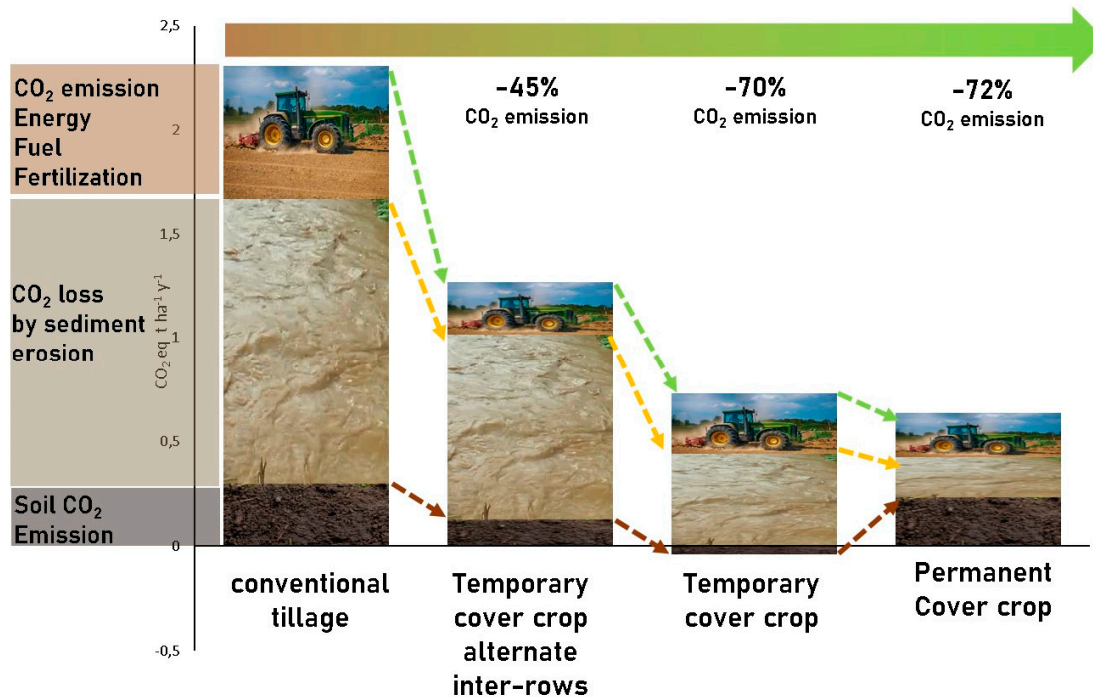 2,5
CO₂ emission
Energy
Fuel
Fertilization
2
1,5
CO₂ loss
by sediment
erosion
CO₂ eq t ha⁻¹ y⁻¹
1
0,5
Soil CO₂
Emission
0
-0,5
-45%
CO₂ emission
-70%
CO₂ emission
-72%
CO₂ emission
conventional
tillage
Temporary
cover crop
alternate
inter-rows
Temporary
cover crop
Permanent
Cover crop